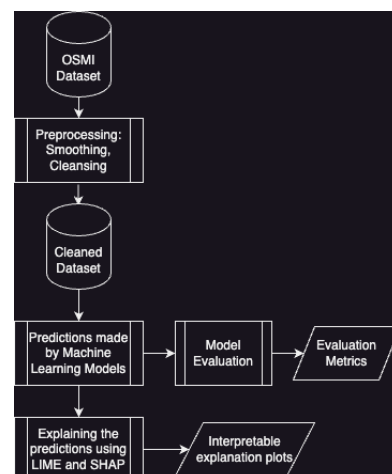 OSMI
Dataset
Preprocessing:
Smoothing,
Cleansing
Cleaned
Dataset
Predictions made
by Machine
Learning Models
Model
Evaluation
Evaluation
Metrics
Explaining the
predictions using
LIME and SHAP
Interpretable
explanation plots